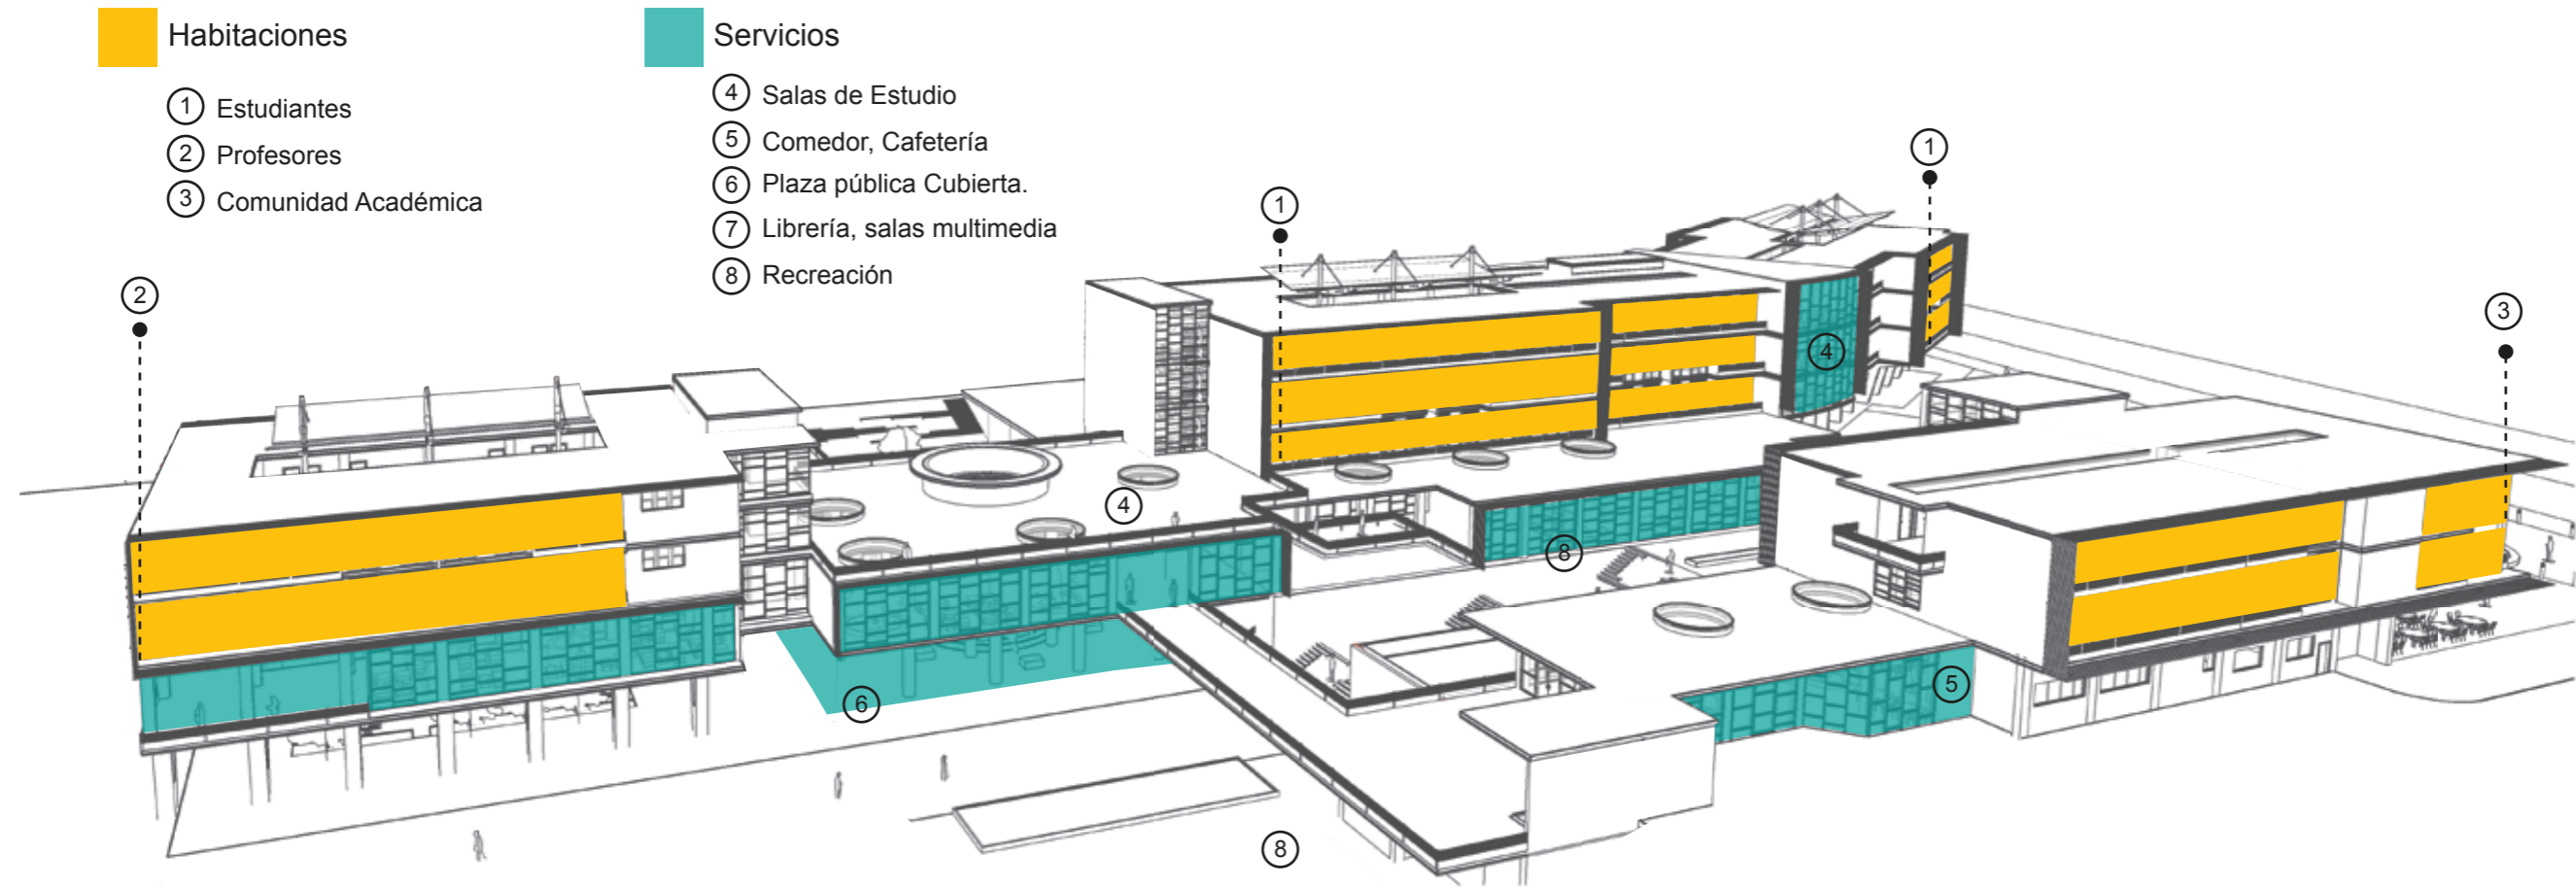 Habitaciones
1 Estudiantes
2 Profesores
3 Comunidad Académica
Servicios
4 Salas de Estudio
5 Comedor, Cafetería
6 Plaza pública Cubierta.
7 Librería, salas multimedia
8 Recreación
1
1
2
3
4
4
8
5
6
8